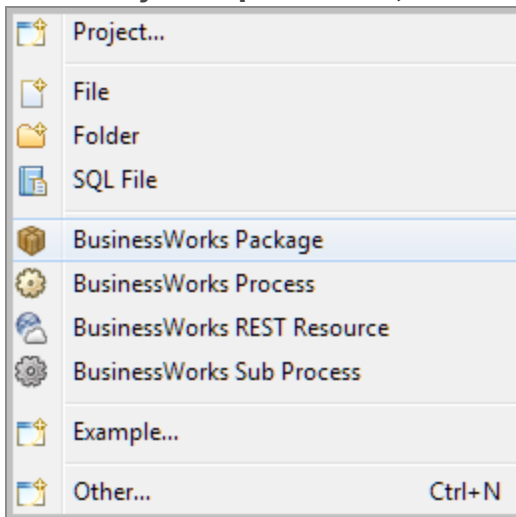 Project...
File
Folder
SQL File
BusinessWorks Package
BusinessWorks Process
BusinessWorks REST Resource
BusinessWorks Sub Process
Example...
Other... Ctrl+N